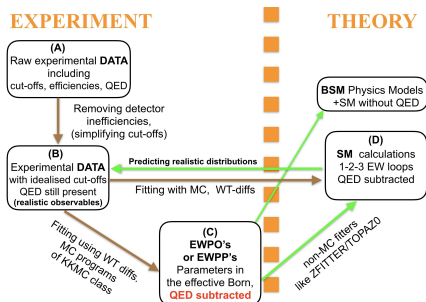 EXPERIMENT
THEORY
(A)
Raw experimental DATA
including
cut-offs, efficiencies, QED
Removing detector
inefficiencies,
(simplifying cut-offs)
BSM Physics Models
+SM without QED
(B)
Experimental DATA
with idealised cut-offs
QED still present
(realistic observables)
Predicting realistic distributions
Fitting with MC, WT-diffs
(D)
SM calculations
1-2-3 EW loops
QED subtracted
Fitting using WT diffs.
MC programs
of KKMC class
(C)
EWPO's
or EWPP's
Parameters in
the effective Born,
QED subtracted
non-MC fitters
like ZFITTER/TOPAZ0